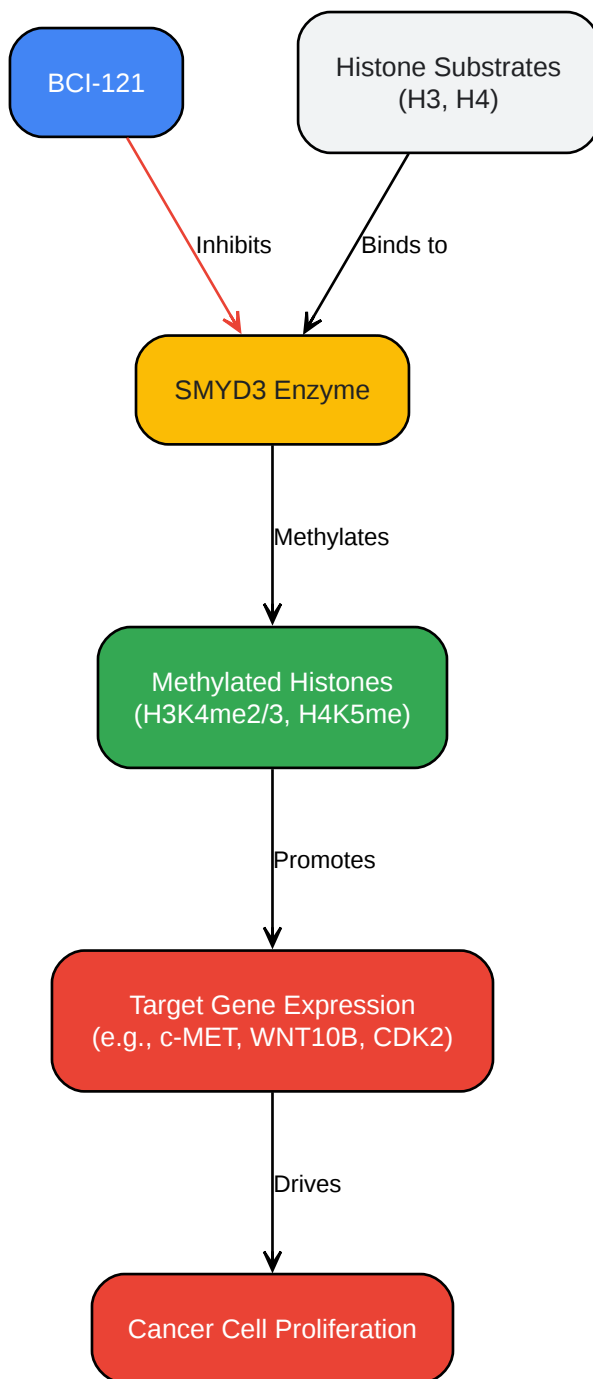 BCI-121
Histone Substrates
(H3, H4)
Inhibits
Binds to
SMYD3 Enzyme
Methylates
Methylated Histones
(H3K4me2/3, H4K5me)
Promotes
Target Gene Expression
(e.g., c-MET, WNT10B, CDK2)
Drives
Cancer Cell Proliferation